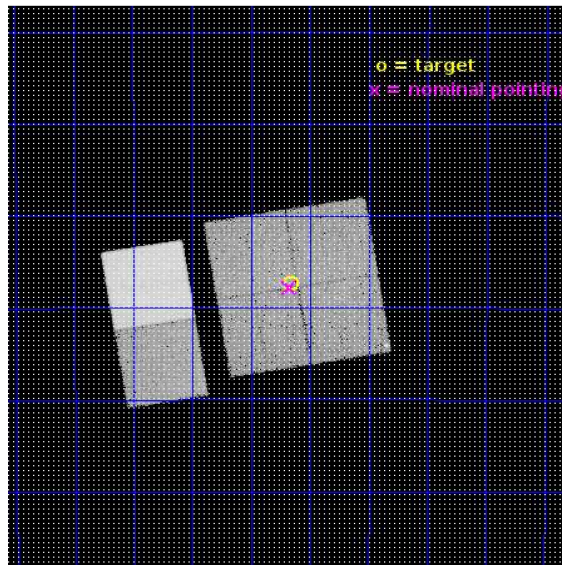 o = target
x = nominal pointing